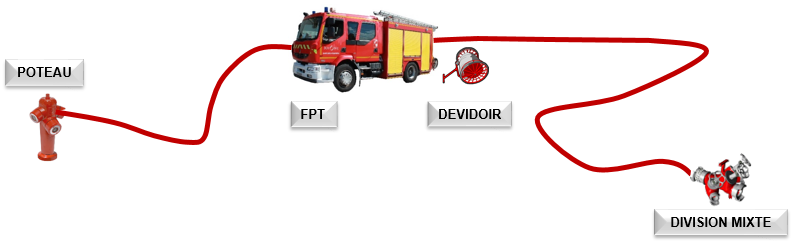 POTEAU
FPT
DEVIDOIR
DIVISION MIXTE